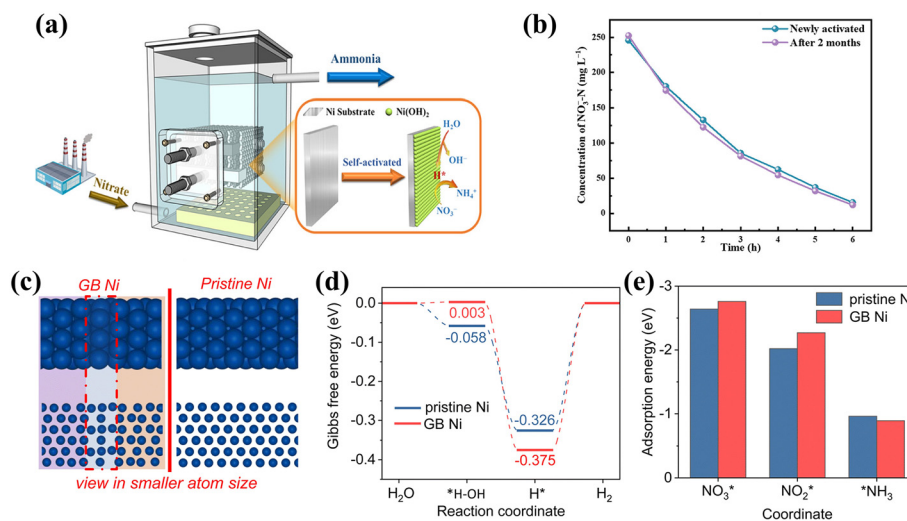 (a)
Ammonia
Ni Substrate
Ni(OH)₂
H₂O
Self-activated
OH⁻
H*
NH₄⁺
NO₃⁻
Nitrate
(b)
Concentration of NO₃⁻-N (mg L⁻¹)
250
200
150
100
50
0
Newly activated
After 2 months
0 1 2 3 4 5 6
Time (h)
(c)
GB Ni
Pristine Ni
view in smaller atom size
(d)
Gibbs free energy (eV)
0.0
-0.1
-0.2
-0.3
-0.4
0.003
-0.058
pristine Ni
GB Ni
-0.326
-0.375
H₂O *H-OH H* H₂
Reaction coordinate
(e)
Adsorption energy (eV)
-2
-1
0
pristine Ni
GB Ni
NO₃* NO₂* *NH₃
Coordinate